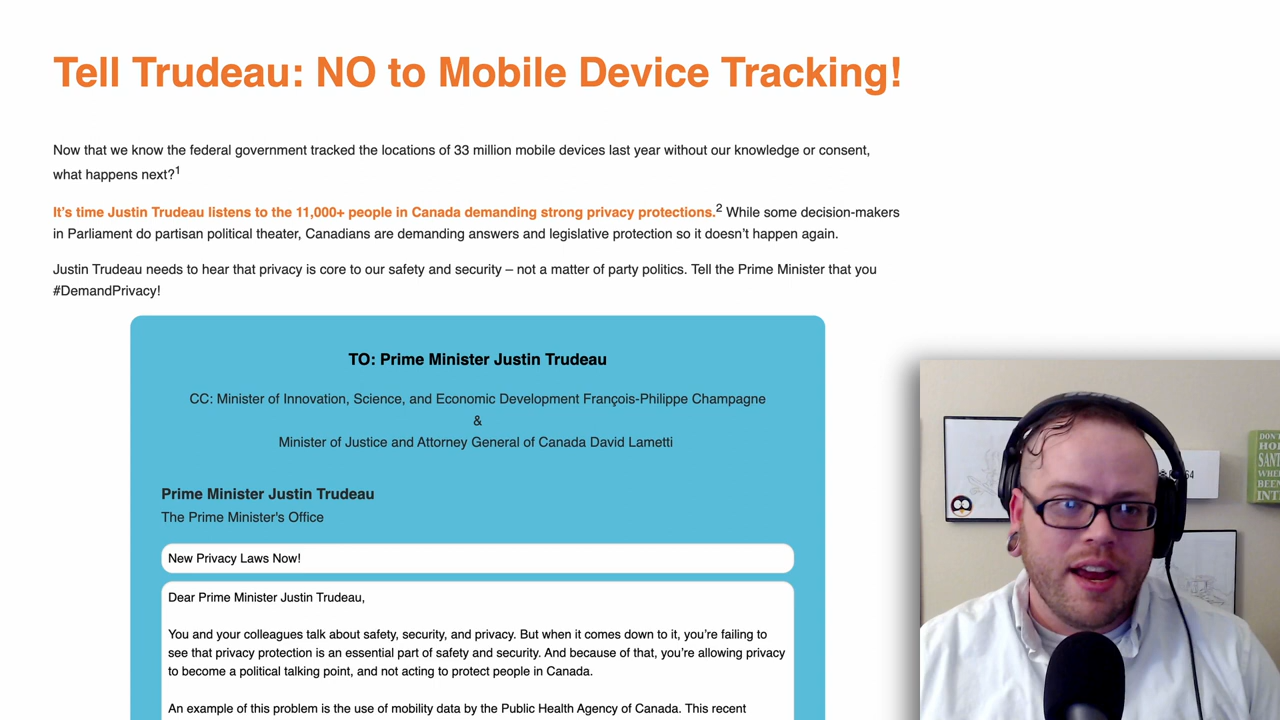 Tell Trudeau: NO to Mobile Device Tracking!
Now that we know the federal government tracked the locations of 33 million mobile devices last year without our knowledge or consent,
what happens next?1
It's time Justin Trudeau listens to the 11,000+ people in Canada demanding strong privacy protections.2 While some decision-makers
in Parliament do partisan political theater, Canadians are demanding answers and legislative protection so it doesn't happen again.
Justin Trudeau needs to hear that privacy is core to our safety and security – not a matter of party politics. Tell the Prime Minister that you
#DemandPrivacy!
TO: Prime Minister Justin Trudeau
CC: Minister of Innovation, Science, and Economic Development François-Philippe Champagne
&
Minister of Justice and Attorney General of Canada David Lametti
Prime Minister Justin Trudeau
The Prime Minister's Office
New Privacy Laws Now!
Dear Prime Minister Justin Trudeau,
You and your colleagues talk about safety, security, and privacy. But when it comes down to it, you're failing to
see that privacy protection is an essential part of safety and security. And because of that, you're allowing privacy
to become a political talking point, and not acting to protect people in Canada.
An example of this problem is the use of mobility data by the Public Health Agency of Canada. This recent